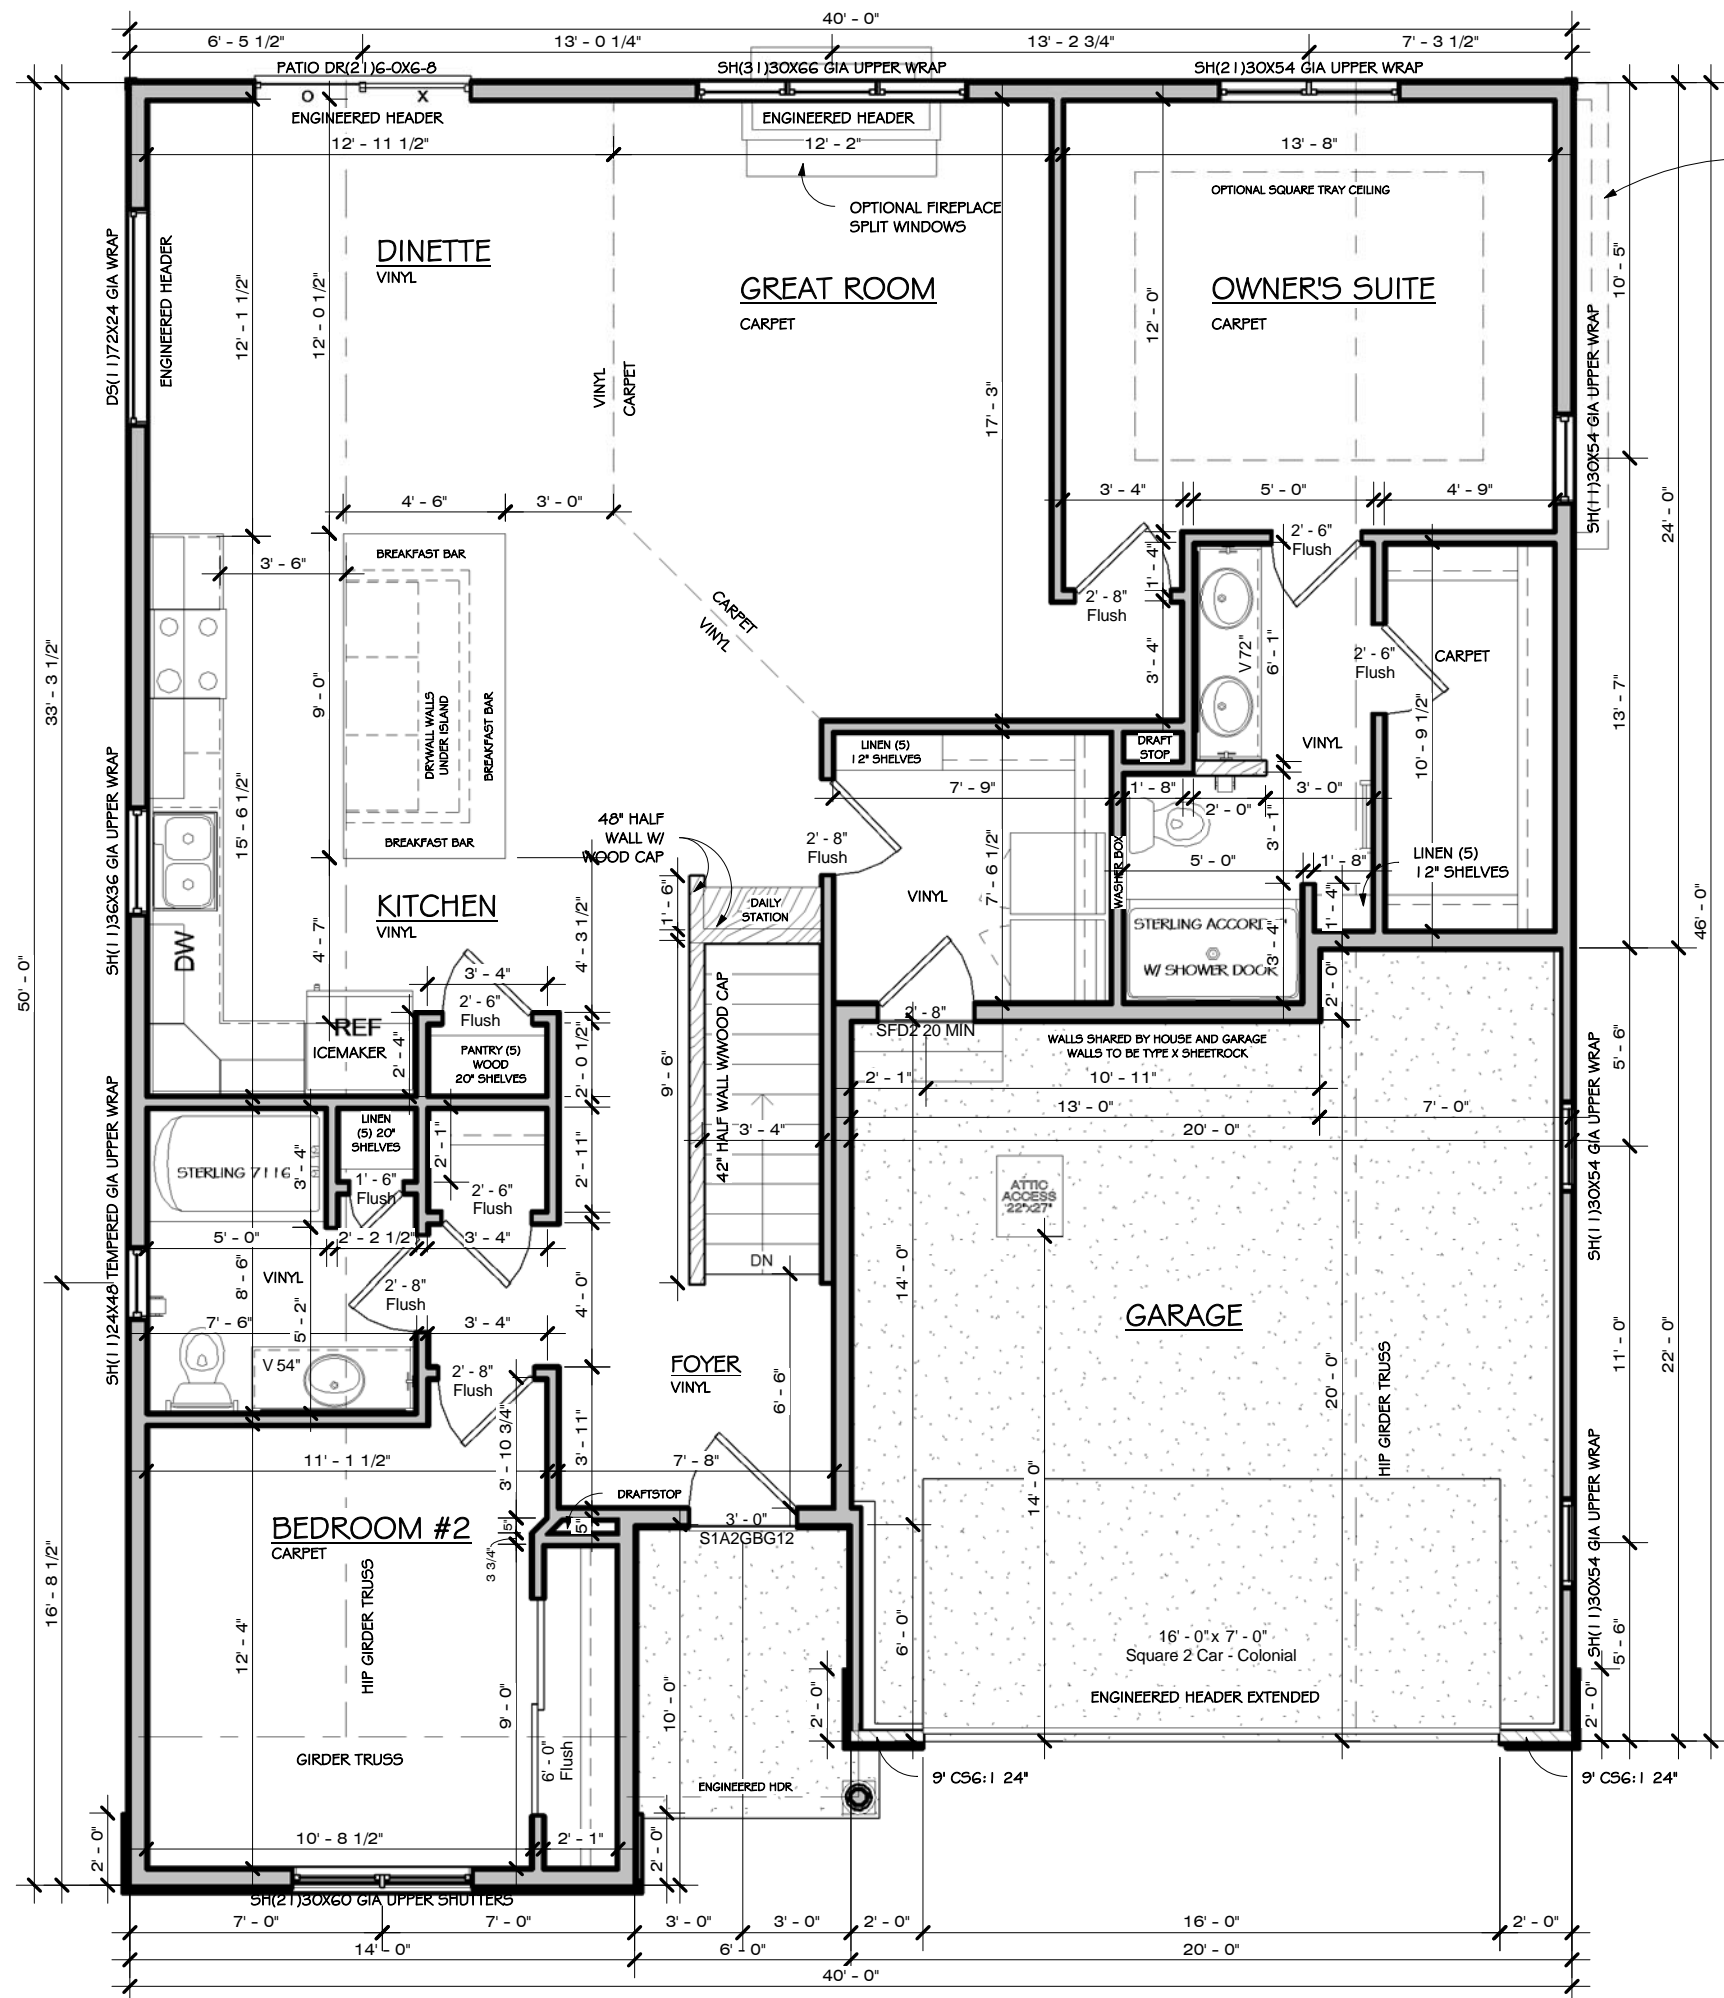 40' - 0"
6' - 5 1/2"
13' - 0 1/4"
13' - 2 3/4"
7' - 3 1/2"
PATIO DR(21)6-0X6-8
SH(31)30X66 GIA UPPER WRAP
SH(21)30X54 GIA UPPER WRAP
O
X
ENGINEERED HEADER
ENGINEERED HEADER
12' - 11 1/2"
12' - 2"
13' - 8"
OPTIONAL SQUARE TRAY CEILING
OPTIONAL FIREPLACE
SPLIT WINDOWS
DINETTE
VINYL
GREAT ROOM
CARPET
OWNER'S SUITE
CARPET
DS(11)72X24 GIA WRAP
ENGINEERED HEADER
12' - 1 1/2"
12' - 0 1/2"
VINYL
CARPET
17' - 3"
12' - 0"
10' - 5"
SH(11)30X54 GIA UPPER WRAP
24' - 0"
4' - 6"
3' - 0"
3' - 4"
5' - 0"
4' - 9"
BREAKFAST BAR
3' - 6"
1' - 4"
2' - 6"
Flush
2' - 8"
Flush
CARPET
VINYL
33' - 3 1/2"
9' - 0"
DRYWALL WALLS
UNDER ISLAND
BREAKFAST BAR
3' - 4"
V 72"
6' - 1"
2' - 6"
Flush
CARPET
13' - 7"
10' - 9 1/2"
VINYL
LINEN (5)
12" SHELVES
DRAFT
STOP
SH(11)36X36 GIA UPPER WRAP
15' - 6 1/2"
BREAKFAST BAR
48" HALF
WALL W/
WOOD CAP
7' - 9"
1' - 8"
2' - 0"
3' - 0"
2' - 8"
Flush
7' - 6 1/2"
WASHER BOX
3' - 1"
5' - 0"
1' - 8"
LINEN (5)
12" SHELVES
46' - 0"
KITCHEN
VINYL
1' - 6"
DAILY
STATION
VINYL
STERLING ACCORD
W/ SHOWER DOOR
3' - 4"
1' - 4"
DW
4' - 7"
4' - 3 1/2"
50' - 0"
3' - 4"
2' - 6"
Flush
2' - 0"
REF
ICEMAKER
2' - 4"
PANTRY (5)
WOOD
20" SHELVES
2' - 0 1/2"
9' - 6"
42" HALF WALL W/WOOD CAP
2' - 8"
SFD2 20 MIN
WALLS SHARED BY HOUSE AND GARAGE
WALLS TO BE TYPE X SHEETROCK
5' - 6"
2' - 1"
10' - 11"
13' - 0"
7' - 0"
SH(11)24X48 TEMPERED GIA UPPER WRAP
STERLING 7116
3' - 4"
LINEN
(5) 20"
SHELVES
2' - 1"
2' - 11"
3' - 4"
20' - 0"
SH(11)30X54 GIA UPPER WRAP
1' - 6"
Flush
2' - 6"
Flush
ATTIC
ACCESS
22"x27"
5' - 0"
2' - 2 1/2"
3' - 4"
DN
8' - 6"
VINYL
2' - 8"
Flush
4' - 0"
14' - 0"
GARAGE
7' - 6"
5' - 2"
3' - 4"
11' - 0"
22' - 0"
V 54"
2' - 8"
Flush
FOYER
VINYL
6' - 6"
20' - 0"
HIP GIRDER TRUSS
3' - 10 3/4"
3' - 11"
11' - 1 1/2"
7' - 8"
14' - 0"
SH(11)30X54 GIA UPPER WRAP
BEDROOM #2
CARPET
DRAFTSTOP
5"
5"
3' - 0"
S1A2GBG12
3 3/4"
16' - 8 1/2"
HIP GIRDER TRUSS
12' - 4"
6' - 0"
16' - 0" x 7' - 0"
Square 2 Car - Colonial
5' - 6"
ENGINEERED HEADER EXTENDED
9' - 0"
10' - 0"
2' - 0"
2' - 0"
GIRDER TRUSS
6' - 0"
Flush
ENGINEERED HDR
9' CS6:1 24"
9' CS6:1 24"
2' - 0"
10' - 8 1/2"
2' - 1"
2' - 0"
SH(21)30X60 GIA UPPER SHUTTERS
7' - 0"
7' - 0"
3' - 0"
3' - 0"
2' - 0"
16' - 0"
2' - 0"
14' - 0"
6' - 0"
20' - 0"
40' - 0"